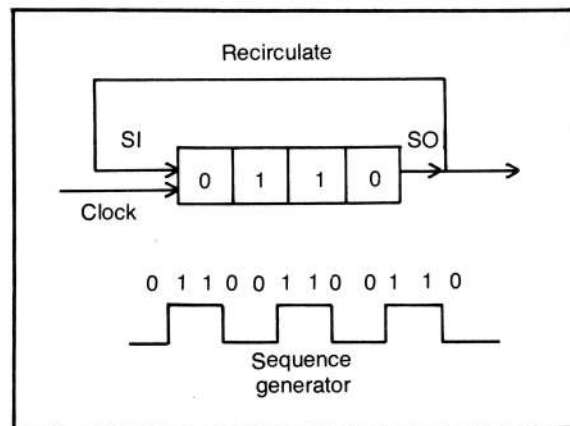 Recirculate
SI
SO
0 1 1 0
Clock
0 1 1 0 0 1 1 0 0 1 1 0
Sequence
generator